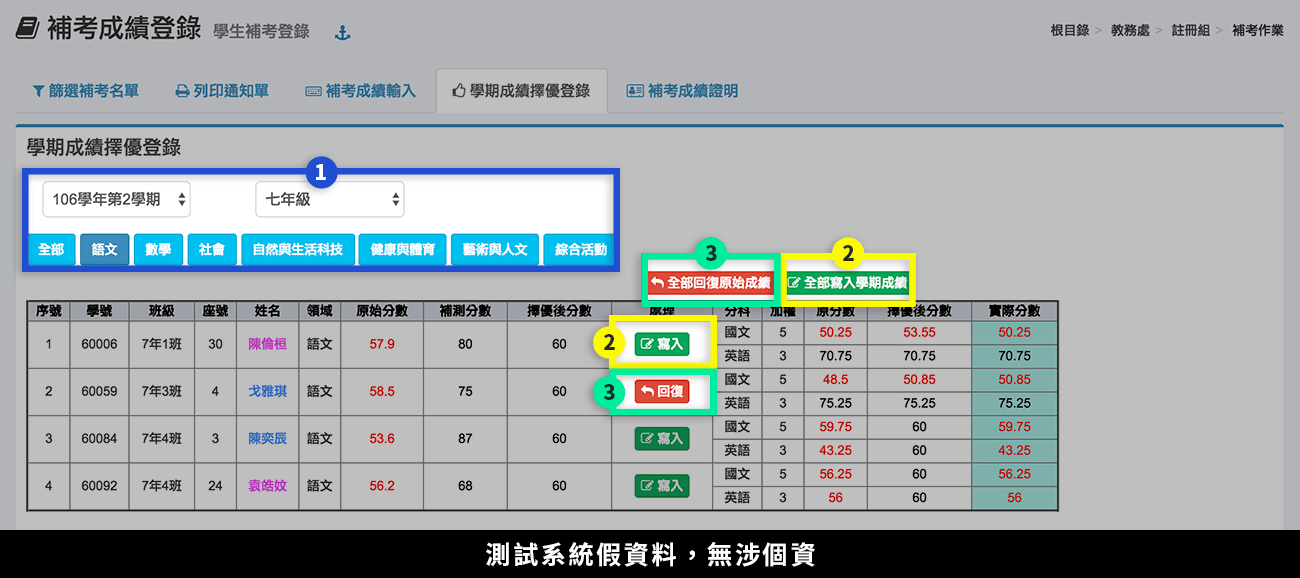 補考成績登錄 學生補考登錄
根目錄 > 教務處 > 註冊組 > 補考作業
篩選補考名單 列印通知單 補考成績輸入 學期成績擇優登錄 補考成績證明
學期成績擇優登錄
1
106學年第2學期 七年級
全部 語文 數學 社會 自然與生活科技 健康與體育 藝術與人文 綜合活動
3 2
全部回復原始成績 全部寫入學期成績
序號 學號 班級 座號 姓名 領域 原始分數 補測分數 擇優後分數 處理 分科 加權 原分數 擇優後分數 實際分數
1 60006 7年1班 30 陳倫桓 語文 57.9 80 60 2 寫入 國文 5 50.25 53.55 50.25
英語 3 70.75 70.75 70.75
2 60059 7年3班 4 戈雅琪 語文 58.5 75 60 3 回復 國文 5 48.5 50.85 50.85
英語 3 75.25 75.25 75.25
3 60084 7年4班 3 陳奕辰 語文 53.6 87 60 寫入 國文 5 59.75 60 59.75
英語 3 43.25 60 43.25
4 60092 7年4班 24 袁皓妏 語文 56.2 68 60 寫入 國文 5 56.25 60 56.25
英語 3 56 60 56
測試系統假資料，無涉個資